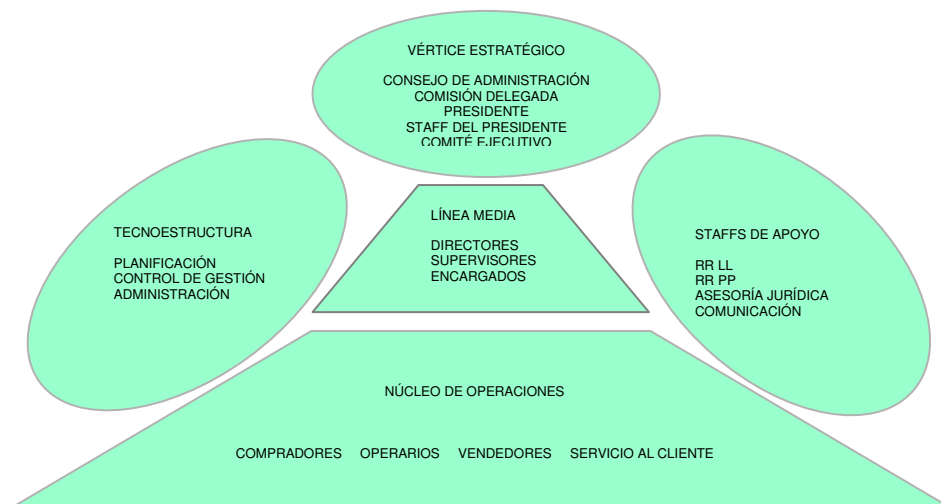 VÉRTICE ESTRATÉGICO
CONSEJO DE ADMINISTRACIÓN
COMISIÓN DELEGADA
PRESIDENTE
STAFF DEL PRESIDENTE
COMITÉ EJECUTIVO
TECNOESTRUCTURA
PLANIFICACIÓN
CONTROL DE GESTIÓN
ADMINISTRACIÓN
LÍNEA MEDIA
DIRECTORES
SUPERVISORES
ENCARGADOS
STAFFS DE APOYO
RR LL
RR PP
ASESORÍA JURÍDICA
COMUNICACIÓN
NÚCLEO DE OPERACIONES
COMPRADORES OPERARIOS VENDEDORES SERVICIO AL CLIENTE